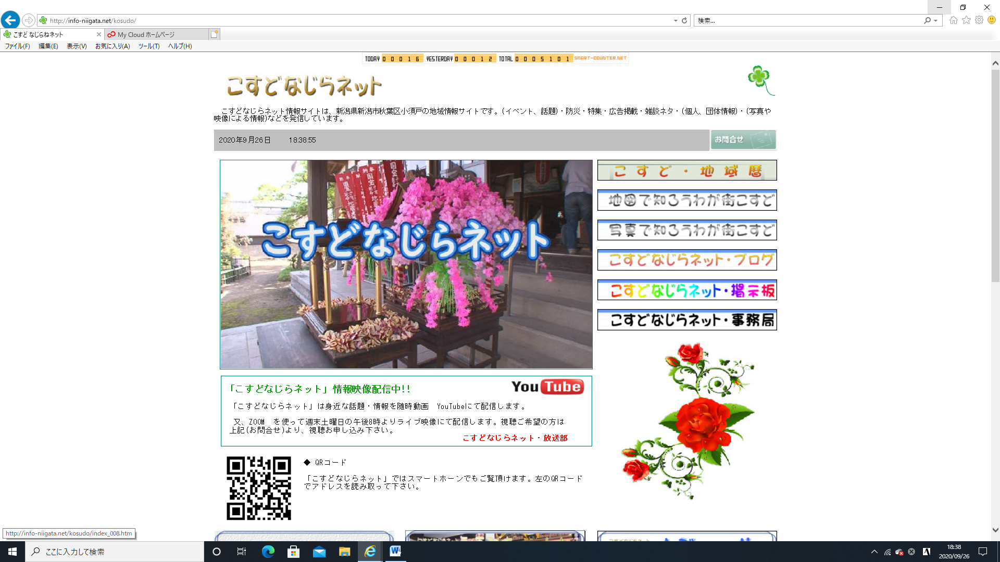 http://info-niigata.net/kosudo/
検索...
こすど なじらねネット
My Cloud ホームページ
ファイル(F) 編集(E) 表示(V) お気に入り(A) ツール(T) ヘルプ(H)
TODAY 00016 YESTERDAY 00012 TOTAL 0005101 SMART-COUNTER.NET
こすどなじらネット
こすどなじらネット情報サイトは、新潟県新潟市秋葉区小須戸の地域情報サイトです。(イベント、話題)・防災・特集・広告掲載・雑談ネタ・(個人、団体情報)・(写真や
映像による情報)などを発信しています。
2020年9月26日 18:38:55
お問合せ
こすどなじらネット
こすど・地域暦
地図で知ろうわが街こすど
写真で知ろうわが街こすど
こすどなじらネット・ブログ
こすどなじらネット・掲示板
こすどなじらネット・事務局
「こすどなじらネット」情報映像配信中!!
YouTube
「こすどなじらネット」は身近な話題・情報を随時動画　YouTubeにて配信します。
又、ZOOM　を使って週末土曜日の午後8時よりライブ映像にて配信します。視聴ご希望の方は
上記(お問合せ)より、視聴お申し込み下さい。
こすどなじらネット・放送部
◆ QRコード
「こすどなじらネット」ではスマートホーンでもご覧頂けます。左のQRコード
でアドレスを読み取って下さい。
http://info-niigata.net/kosudo/index_008.htm
ここに入力して検索
18:38
2020/09/26